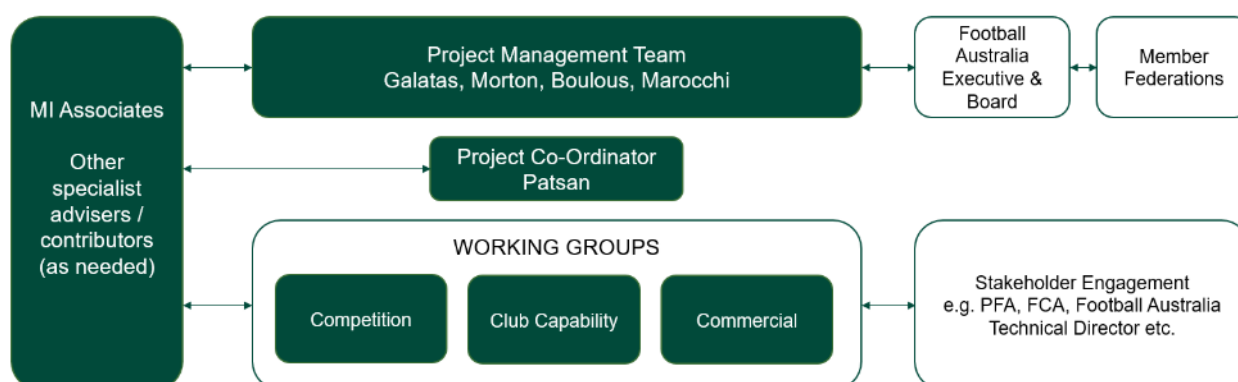 MI Associates
Other
specialist
advisers /
contributors
(as needed)
Project Management Team
Galatas, Morton, Boulous, Marocchi
Football
Australia
Executive &
Board
Member
Federations
Project Co-Ordinator
Patsan
WORKING GROUPS
Competition
Club Capability
Commercial
Stakeholder Engagement
e.g. PFA, FCA, Football Australia
Technical Director etc.